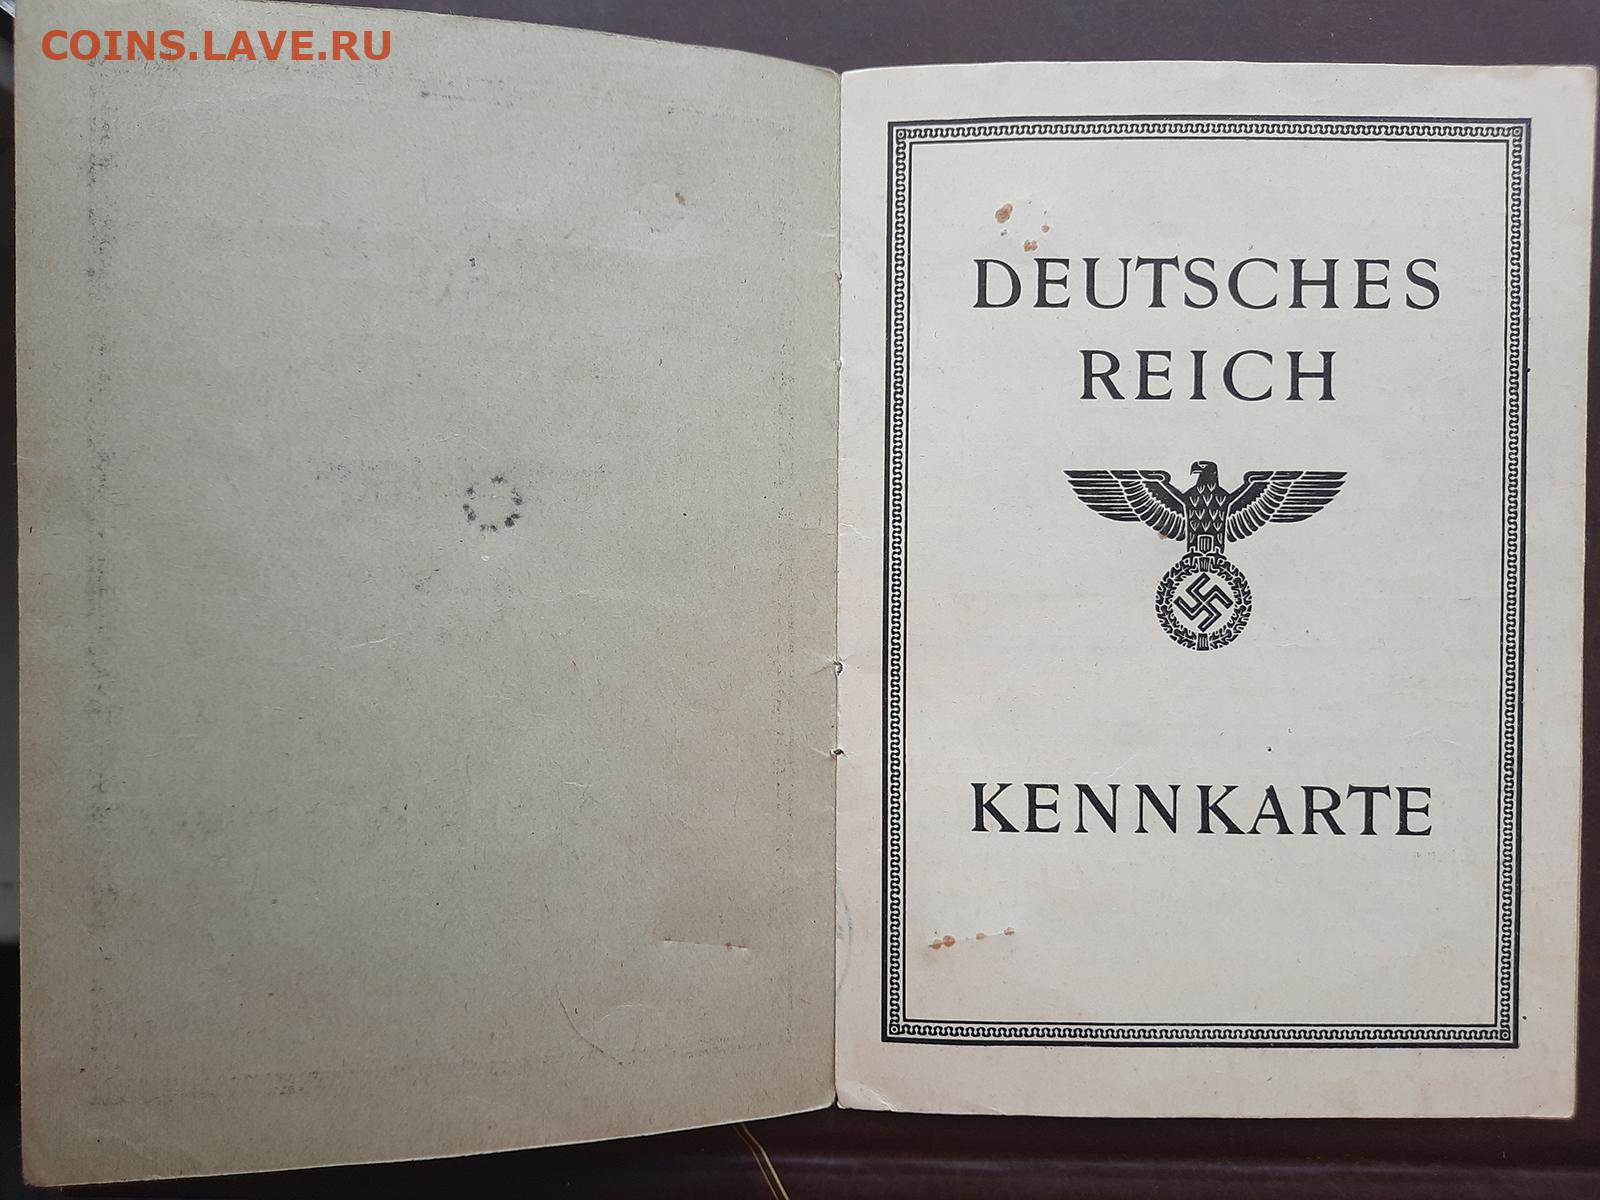 COINS.LAVE.RU
DEUTSCHES
REICH
KENNKARTE